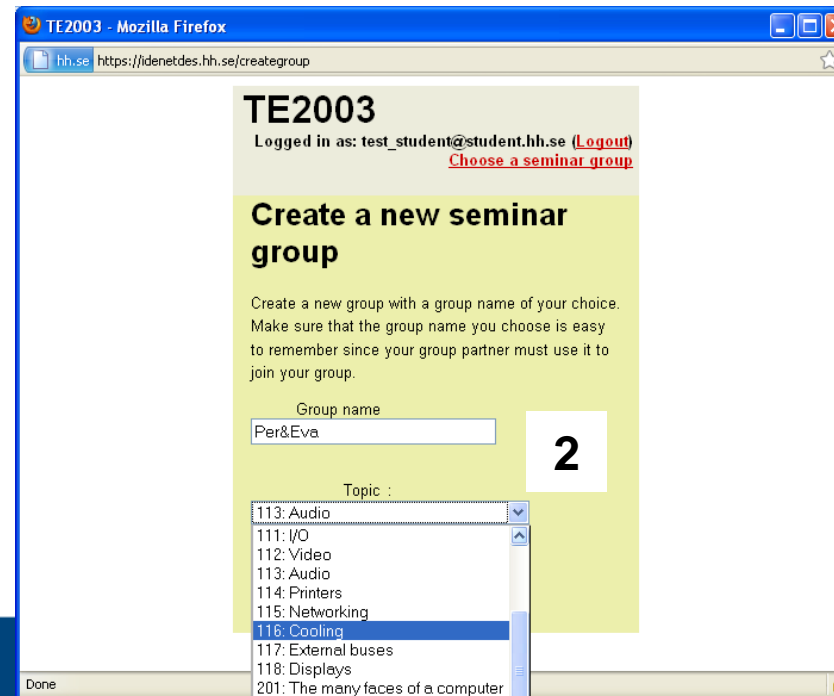 TE2003 - Mozilla Firefox
hh.se https://idenetdes.hh.se/creategroup
TE2003
Logged in as: test_student@student.hh.se (Logout)
Choose a seminar group
Create a new seminar
group
Create a new group with a group name of your choice.
Make sure that the group name you choose is easy
to remember since your group partner must use it to
join your group.
Group name
Per&Eva
2
Topic :
113: Audio
111: I/O
112: Video
113: Audio
114: Printers
115: Networking
116: Cooling
117: External buses
118: Displays
201: The many faces of a computer
Done